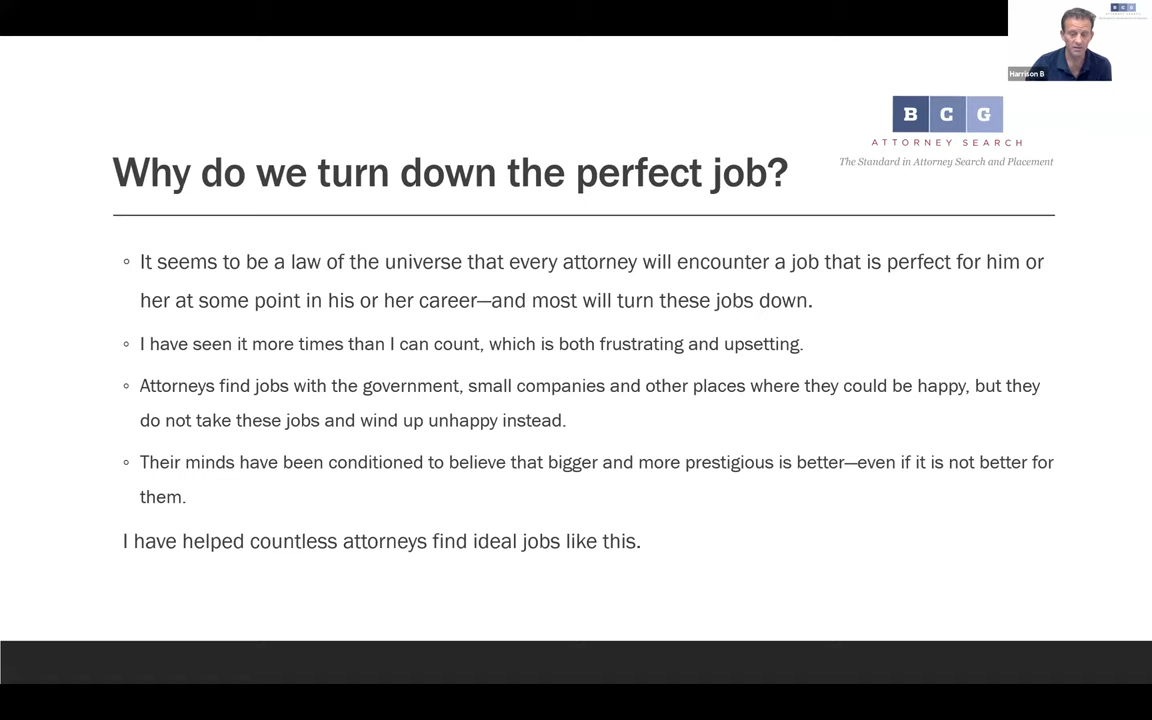 B C G
Harrison B
B C G
ATTORNEY SEARCH
The Standard in Attorney Search and Placement
Why do we turn down the perfect job?
◦ It seems to be a law of the universe that every attorney will encounter a job that is perfect for him or
her at some point in his or her career—and most will turn these jobs down.
◦ I have seen it more times than I can count, which is both frustrating and upsetting.
◦ Attorneys find jobs with the government, small companies and other places where they could be happy, but they
do not take these jobs and wind up unhappy instead.
◦ Their minds have been conditioned to believe that bigger and more prestigious is better—even if it is not better for
them.
I have helped countless attorneys find ideal jobs like this.